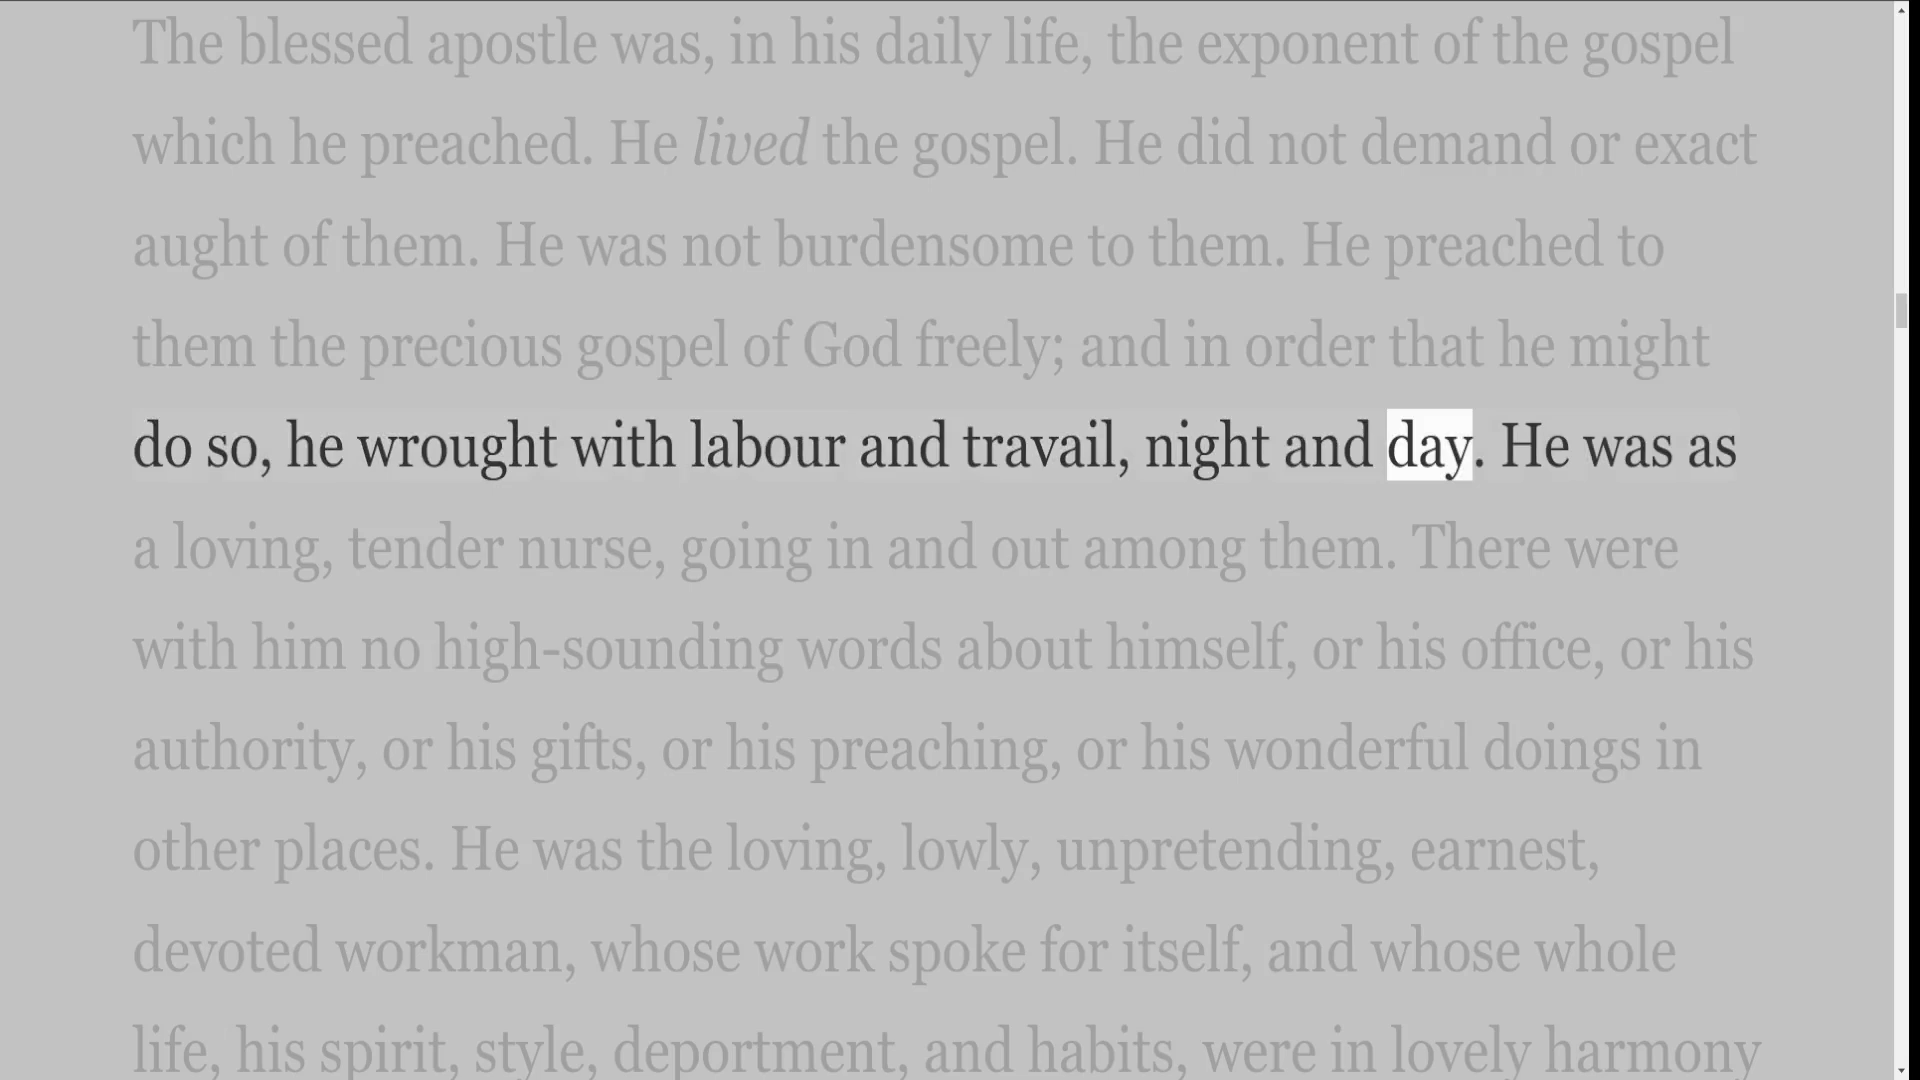 The blessed apostle was, in his daily life, the exponent of the gospel
which he preached. He lived the gospel. He did not demand or exact
aught of them. He was not burdensome to them. He preached to
them the precious gospel of God freely; and in order that he might
do so, he wrought with labour and travail, night and day. He was as
a loving, tender nurse, going in and out among them. There were
with him no high-sounding words about himself, or his office, or his
authority, or his gifts, or his preaching, or his wonderful doings in
other places. He was the loving, lowly, unpretending, earnest,
devoted workman, whose work spoke for itself, and whose whole
life, his spirit, style, deportment, and habits, were in lovely harmony